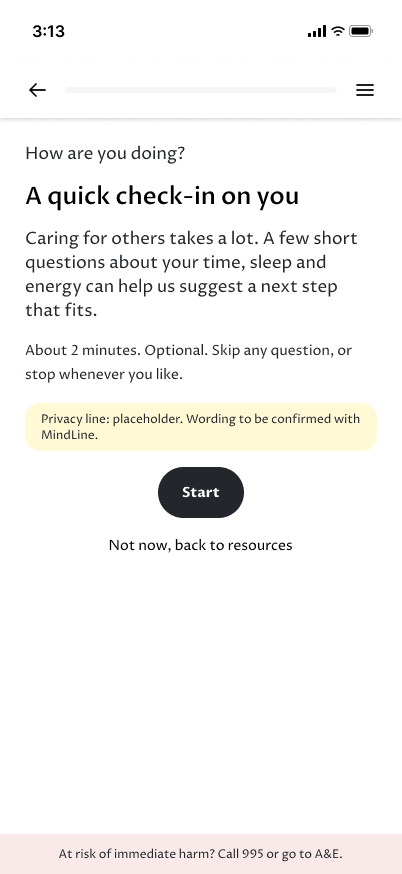 3:13
How are you doing?
A quick check-in on you
Caring for others takes a lot. A few short
questions about your time, sleep and
energy can help us suggest a next step
that fits.
About 2 minutes. Optional. Skip any question, or
stop whenever you like.
Privacy line: placeholder. Wording to be confirmed with
MindLine.
Start
Not now, back to resources
At risk of immediate harm? Call 995 or go to A&E.